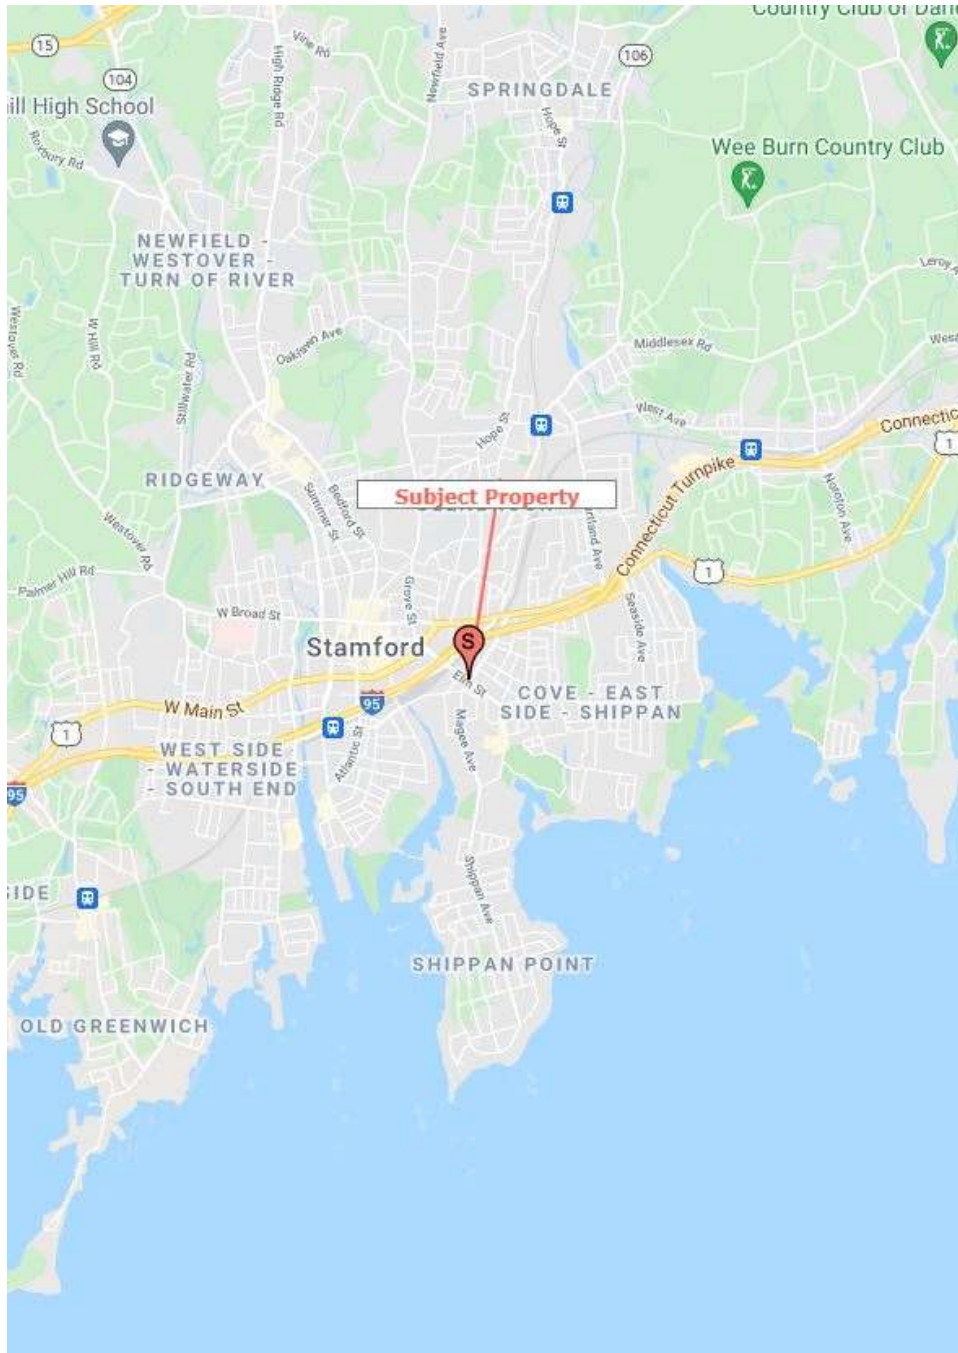 Country Club of Dari
15
Vine Rd
High Ridge Rd
Newfield Ave
106
104
SPRINGDALE
ill High School
Hope St
Roxbury Rd
Wee Burn Country Club
NEWFIELD -
WESTOVER -
TURN OF RIVER
Leroy A
Westover Rd
W Hill Rd
Stillwater Rd
Oaklawn Ave
Middlesex Rd
West
West Ave
Hope St
Connectic
1
RIDGEWAY
Connecticut Turnpike
Subject Property
Summer St
Bedford St
rtland Ave
Noroton Ave
Westover Rd
Palmer Hill Rd
1
Grove St
W Broad St
Seaside Ave
Stamford
S
Elm St
COVE - EAST
SIDE - SHIPPAN
95
W Main St
1
Magee Ave
Atlantic St
WEST SIDE -
- WATERSIDE
- SOUTH END
95
SIDE
Shippan Ave
SHIPPAN POINT
OLD GREENWICH